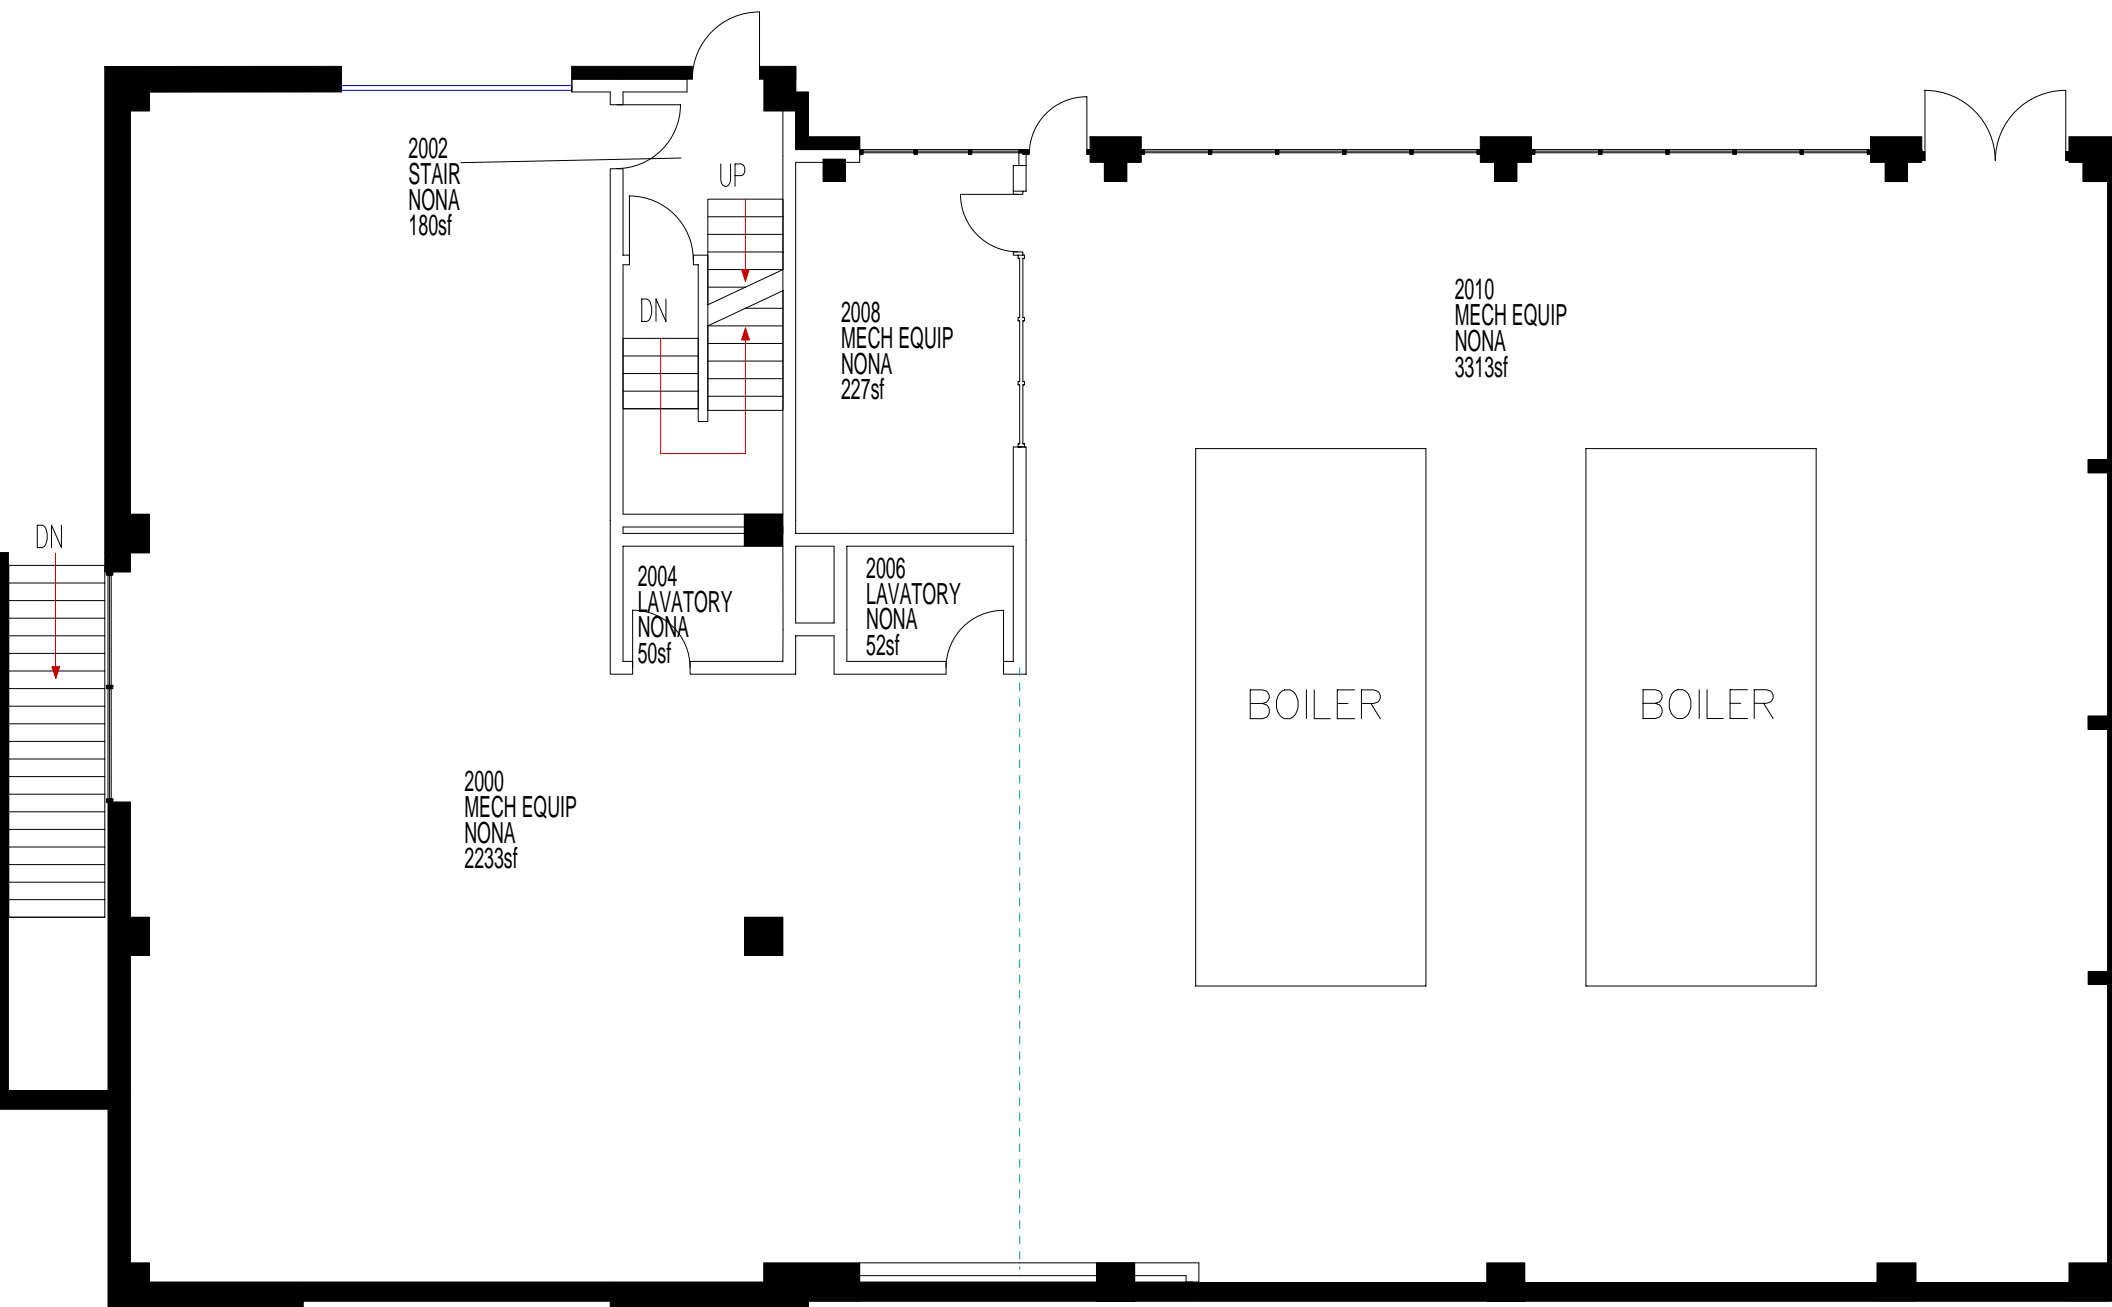 2002
STAIR
NONA
180sf
UP
DN
2008
MECH EQUIP
NONA
227sf
2010
MECH EQUIP
NONA
3313sf
DN
2004
LAVATORY
NONA
50sf
2006
LAVATORY
NONA
52sf
BOILER
BOILER
2000
MECH EQUIP
NONA
2233sf